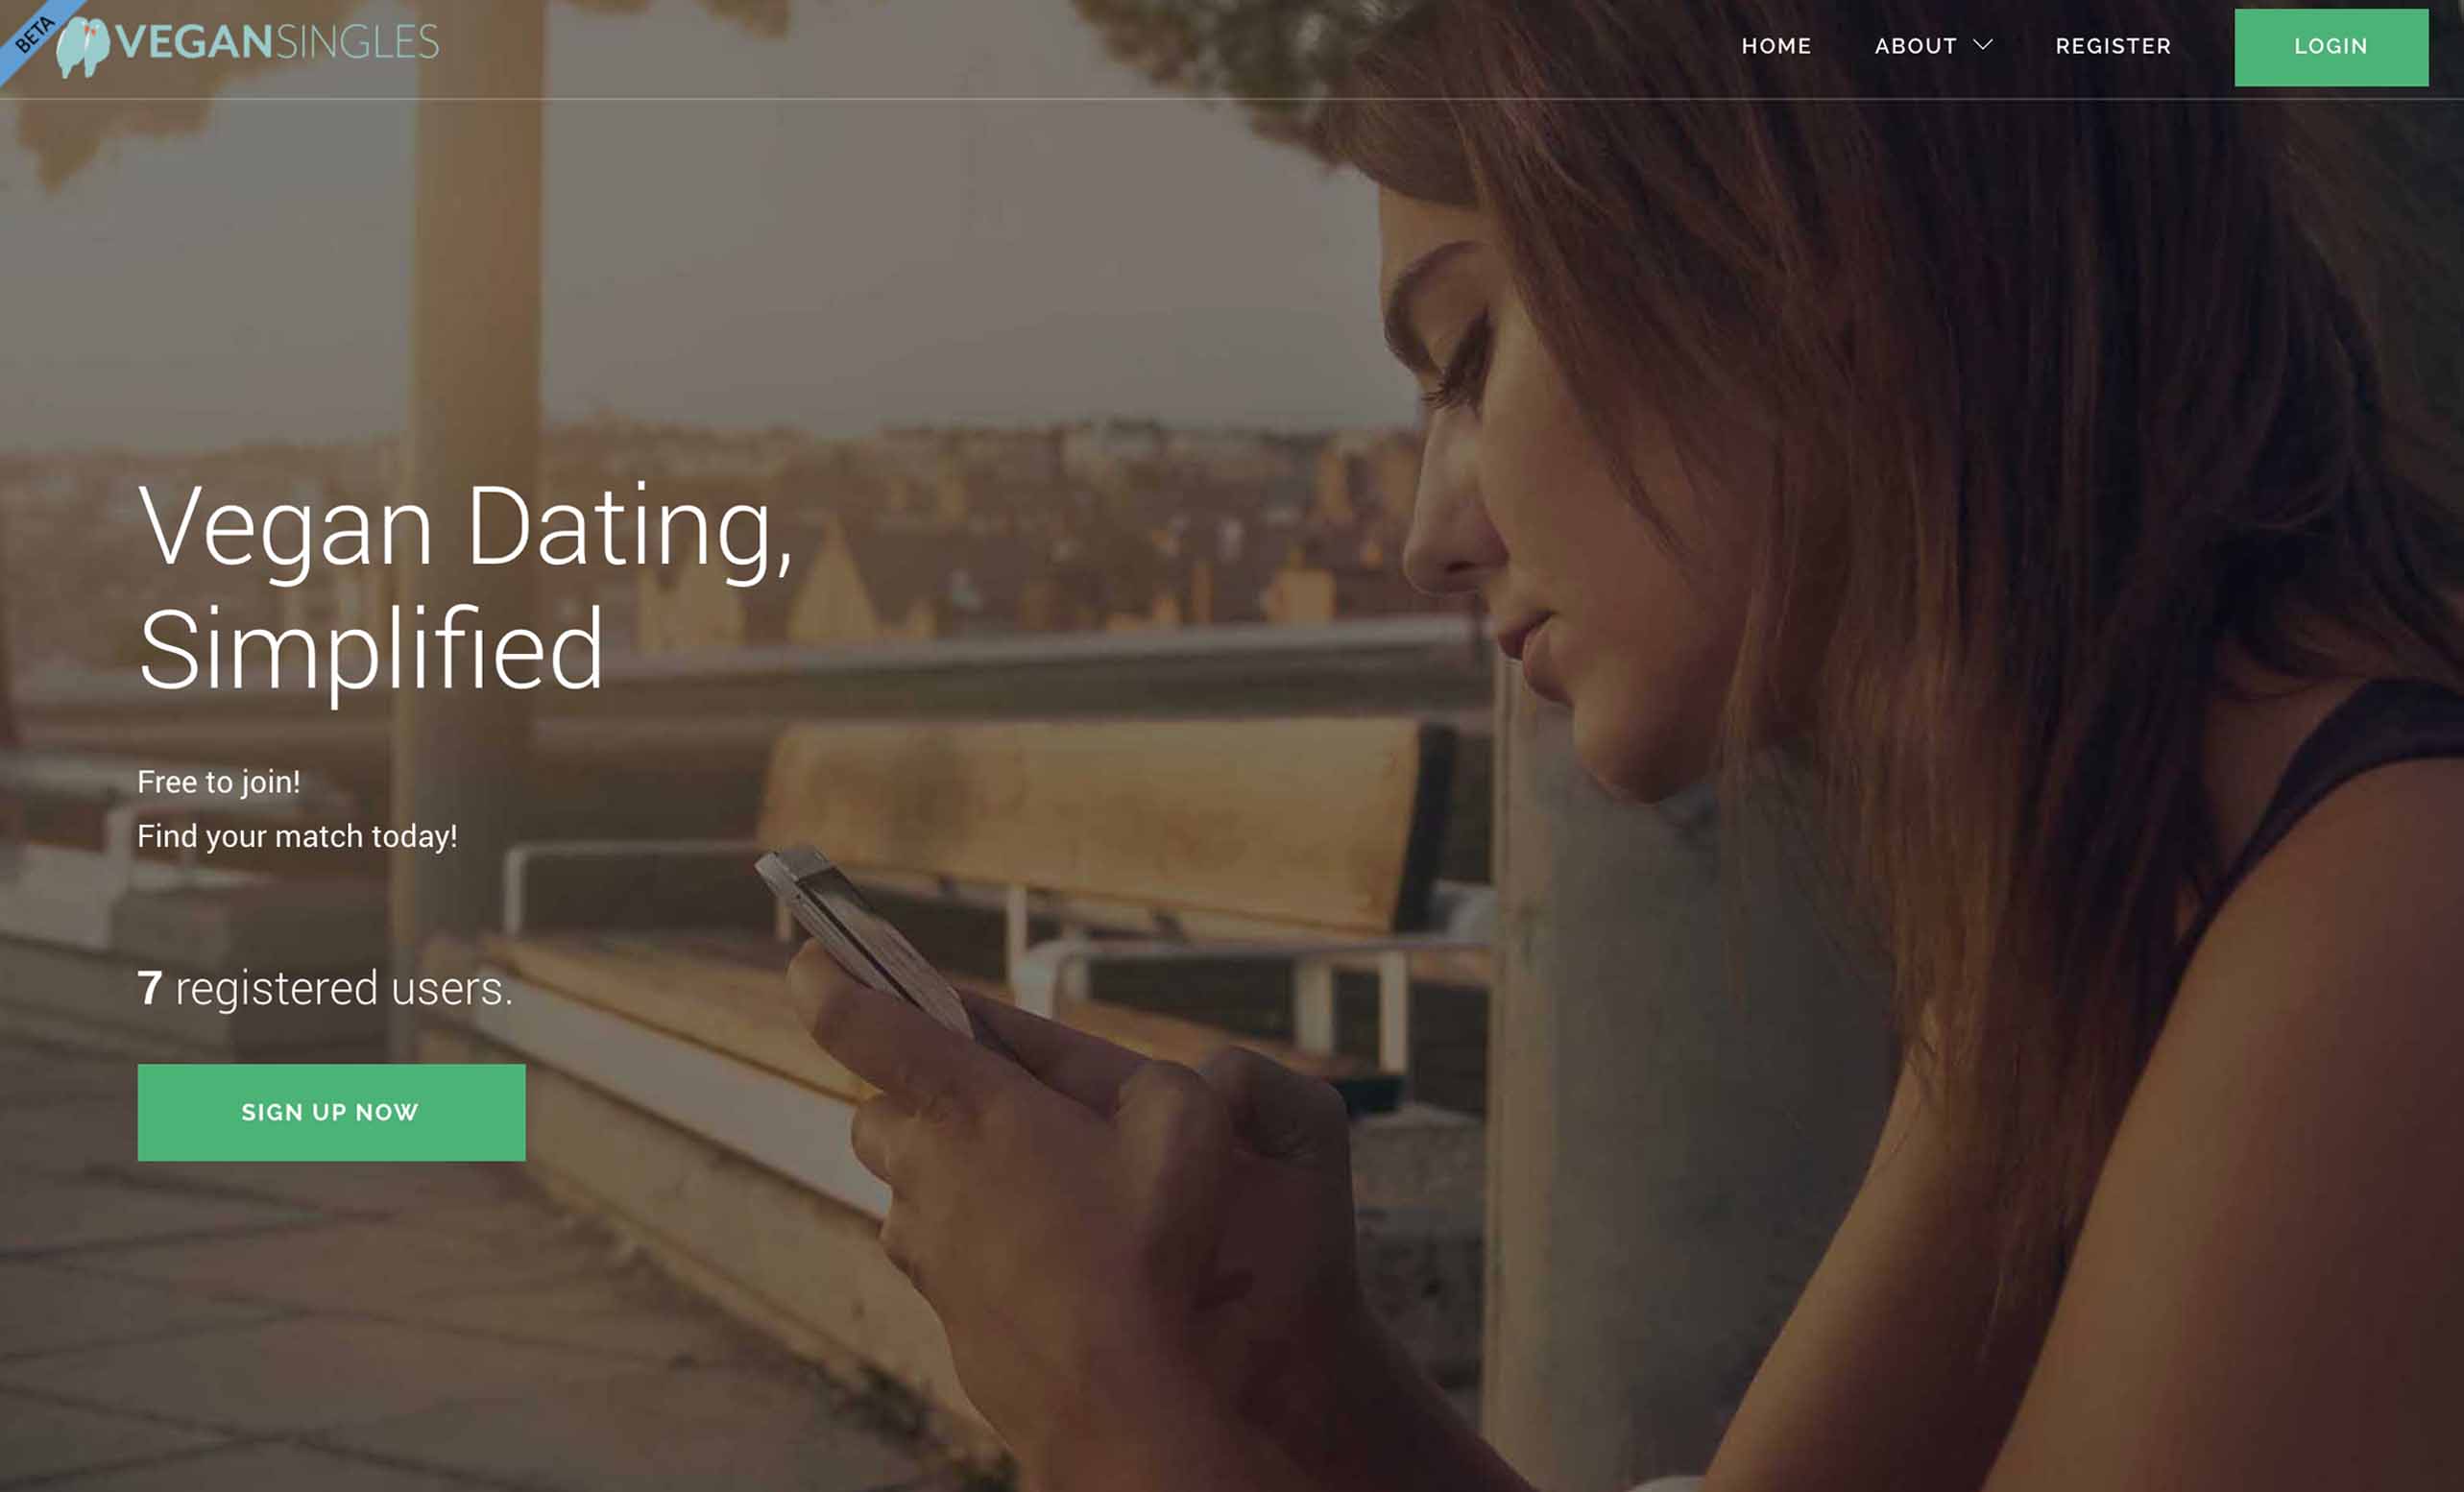 BETA
VEGANSINGLES
HOME
ABOUT
REGISTER
LOGIN
Vegan Dating,
Simplified
Free to join!
Find your match today!
7 registered users.
SIGN UP NOW